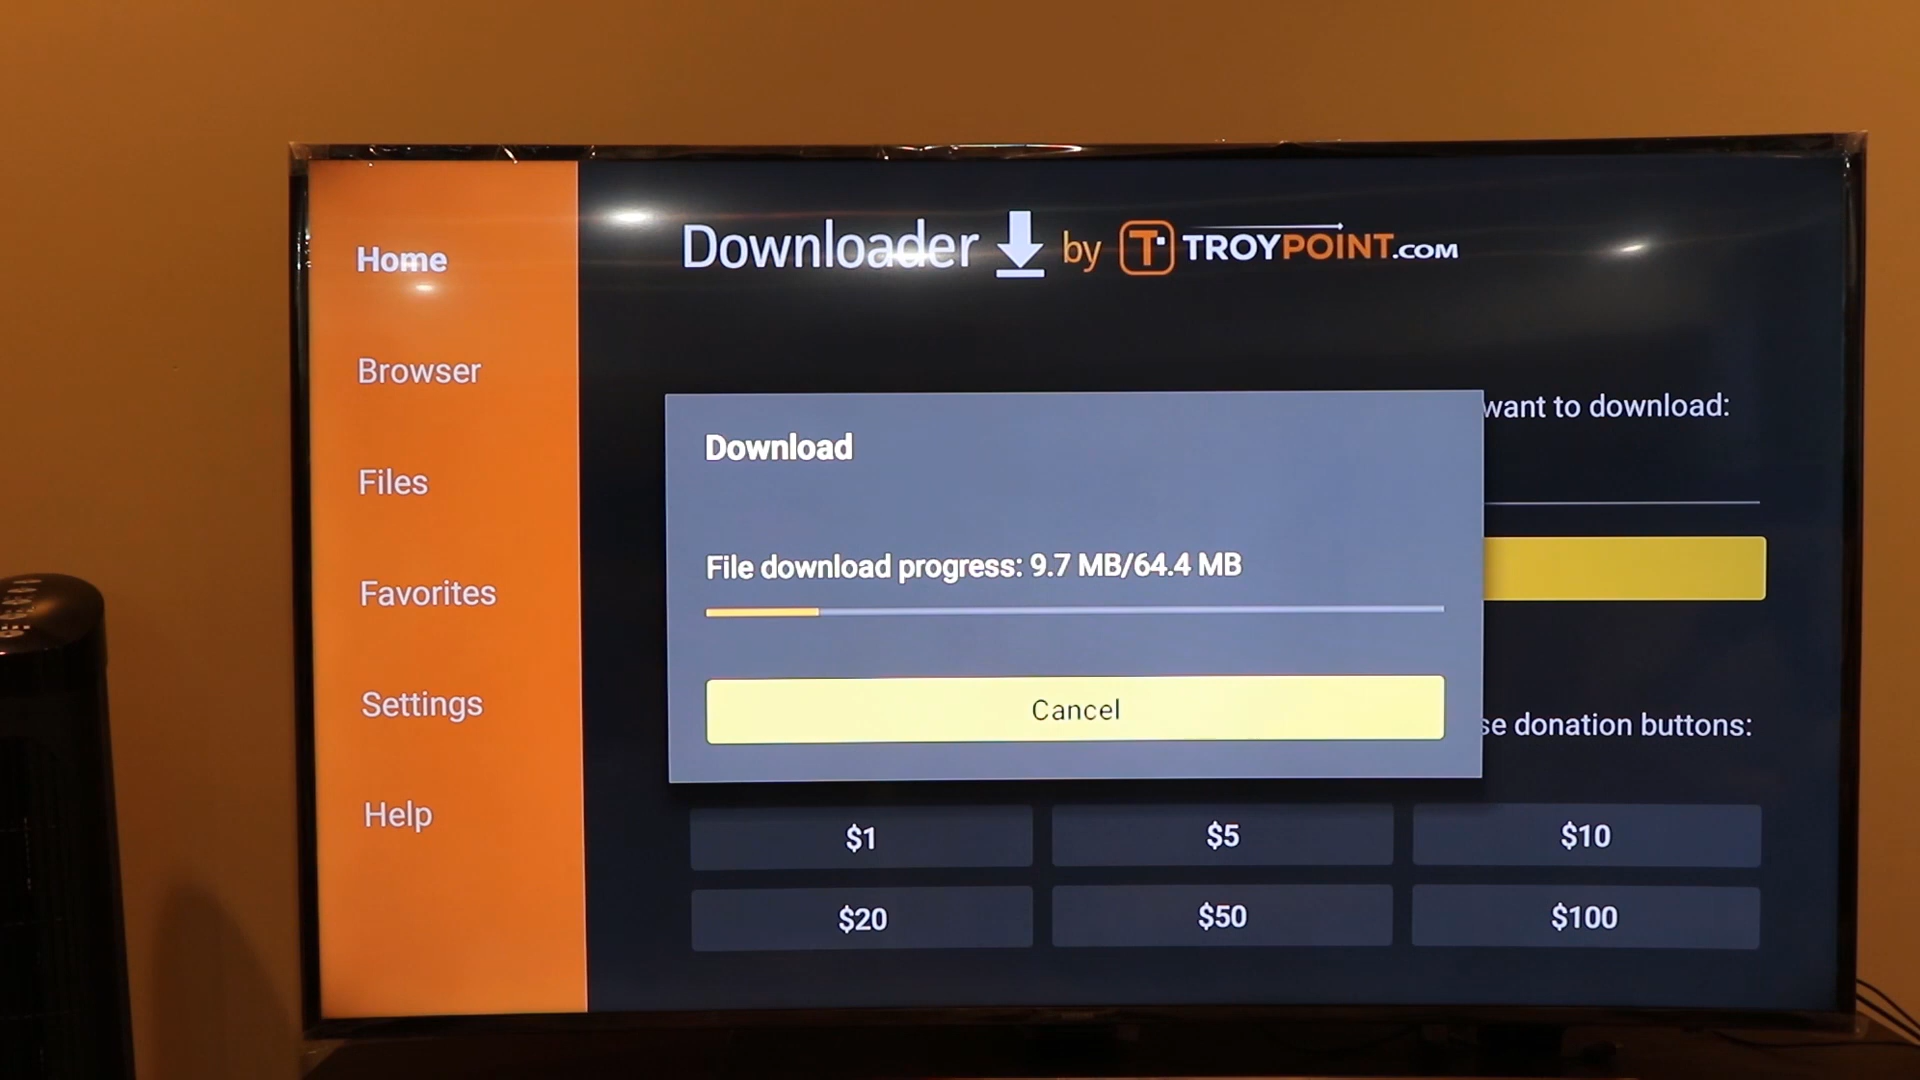 Downloader by T TROYPOINT.COM
Home
Browser
Files
Favorites
Settings
Help
want to download:
Download
File download progress: 9.7 MB/64.4 MB
Cancel
se donation buttons:
$1 $5 $10
$20 $50 $100